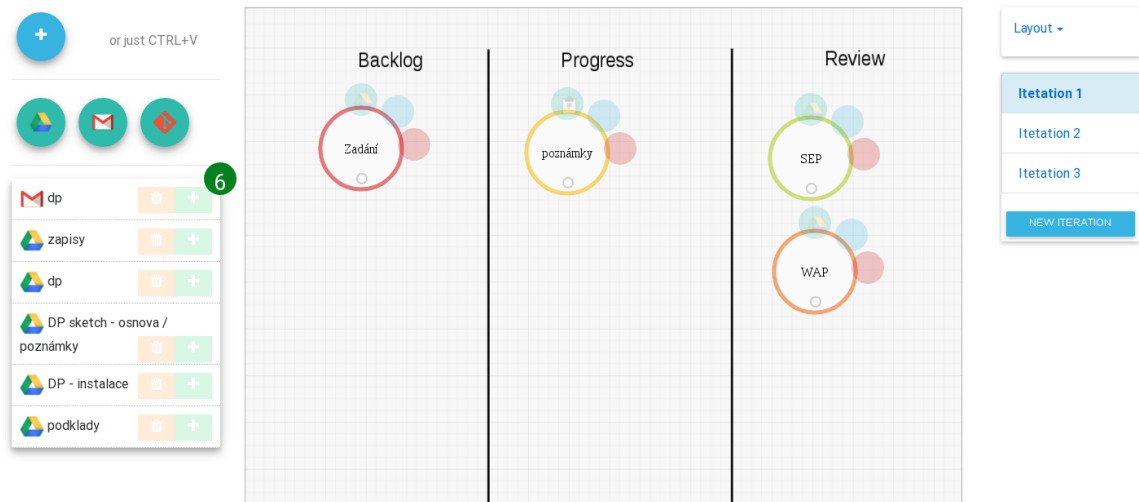 or just CTRL+V
6
dp
zapisy
dp
DP sketch - osnova /
poznámky
DP - instalace
podklady
Backlog
Progress
Review
Zadání
poznámky
SEP
WAP
Layout
Itetation 1
Itetation 2
Itetation 3
NEW ITERATION